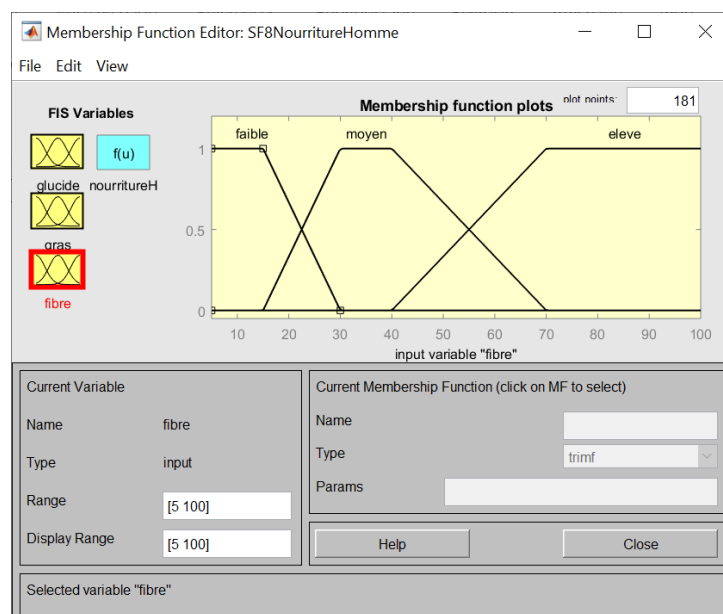 Membership Function Editor: SF8NourritureHomme
File Edit View
FIS Variables
f(u)
glucide nourritureH
gras
fibre
Membership function plots
plot points:
181
faible moyen eleve
1
0.5
0
10 20 30 40 50 60 70 80 90 100
input variable "fibre"
Current Variable
Name fibre
Type input
Range [5 100]
Display Range [5 100]
Current Membership Function (click on MF to select)
Name
Type trimf
Params
Help Close
Selected variable "fibre"